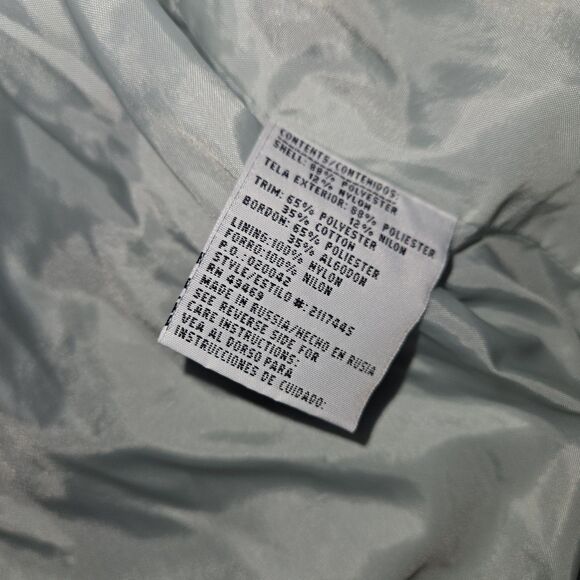 CONTENTS/CONTENIDOS:
SHELL: 88% POLYESTER
12% NYLON
TELA EXTERIOR: 88% POLIESTER
12% NILON
TRIM: 65% POLYESTER
35% COTTON
BORDON: 65% POLIESTER
35% ALGODON
LINING:100% NYLON
FORRO:100% NILON
P.O. :020042
STYLE/ESTILO #: 2117445
RN 49469
MADE IN RUSSIA/HECHO EN RUSIA
SEE REVERSE SIDE FOR
CARE INSTRUCTIONS:
VEA AL DORSO PARA
INSTRUCCIONES DE CUIDADO: